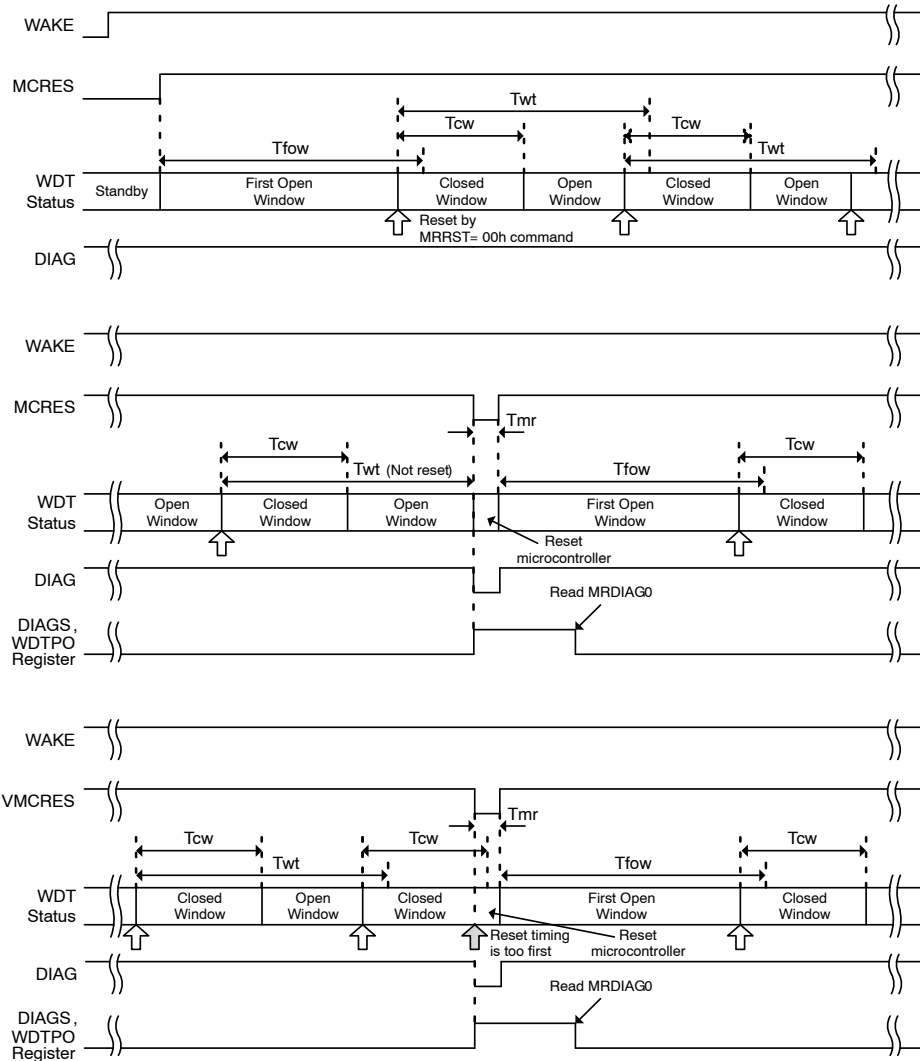 WAKE
MCRES
Twt
Tcw
Tcw
Tfow
Twt
WDT
Status
Standby
First Open
Window
Closed
Window
Open
Window
Closed
Window
Open
Window
Reset by
MRRST= 00h command
DIAG
WAKE
MCRES
Tmr
Tcw
Tcw
Twt (Not reset)
Tfow
WDT
Status
Open
Window
Closed
Window
Open
Window
First Open
Window
Closed
Window
Reset
microcontroller
DIAG
Read MRDIAG0
DIAGS,
WDTPO
Register
WAKE
VMCRES
Tmr
Tcw
Tcw
Tcw
Twt
Tfow
WDT
Status
Closed
Window
Open
Window
Closed
Window
First Open
Window
Closed
Window
Reset timing
is too first
Reset
microcontroller
DIAG
Read MRDIAG0
DIAGS,
WDTPO
Register